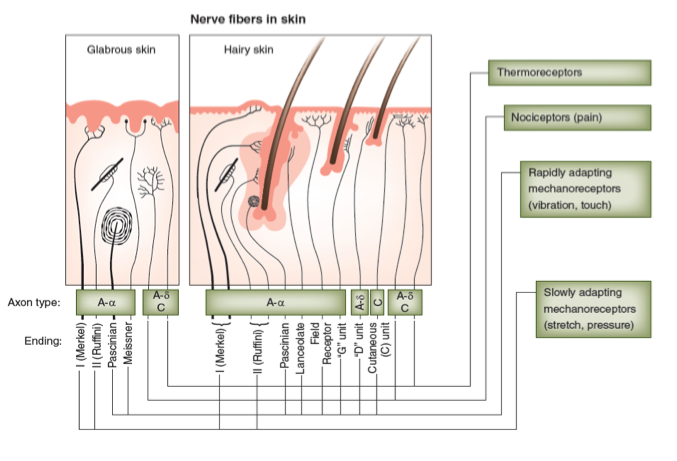 Nerve fibers in skin
Glabrous skin
Hairy skin
Thermoreceptors
Nociceptors (pain)
Rapidly adapting
mechanoreceptors
(vibration, touch)
Slowly adapting
mechanoreceptors
(stretch, pressure)
Axon type:
A-α
A-δ
C
A-α
A-δ
C
A-δ
C
Ending:
I (Merkel)
II (Ruffini)
Pascinian
Meissner
I (Merkel) {
II (Ruffini) {
Pascinian
Lanceolate
Field
Receptor
"G" unit
"D" unit
Cutaneous
(C) unit